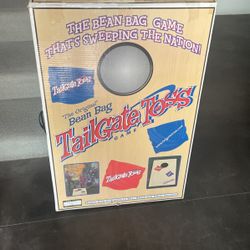 THE BEAN BAG GAME
THAT'S SWEEPING THE NATION!
TAILGATE TOSS
The Original
Bean Bag
TAILGATE TOSS
GAME
TAILGATE TOSS